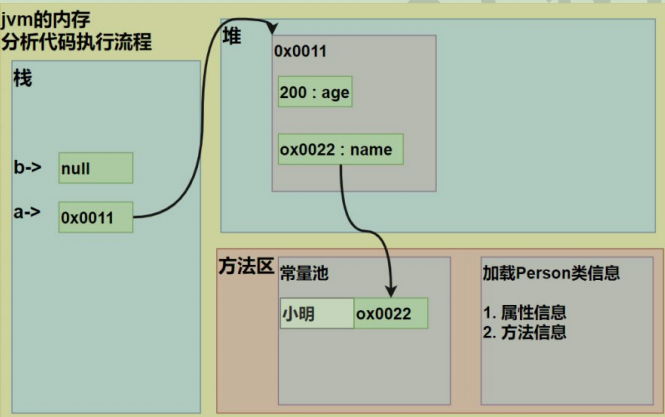 jvm的内存
分析代码执行流程
栈
b-> null
a-> 0x0011
堆
0x0011
200 : age
ox0022 : name
方法区
常量池
小明 ox0022
加载Person类信息
1. 属性信息
2. 方法信息